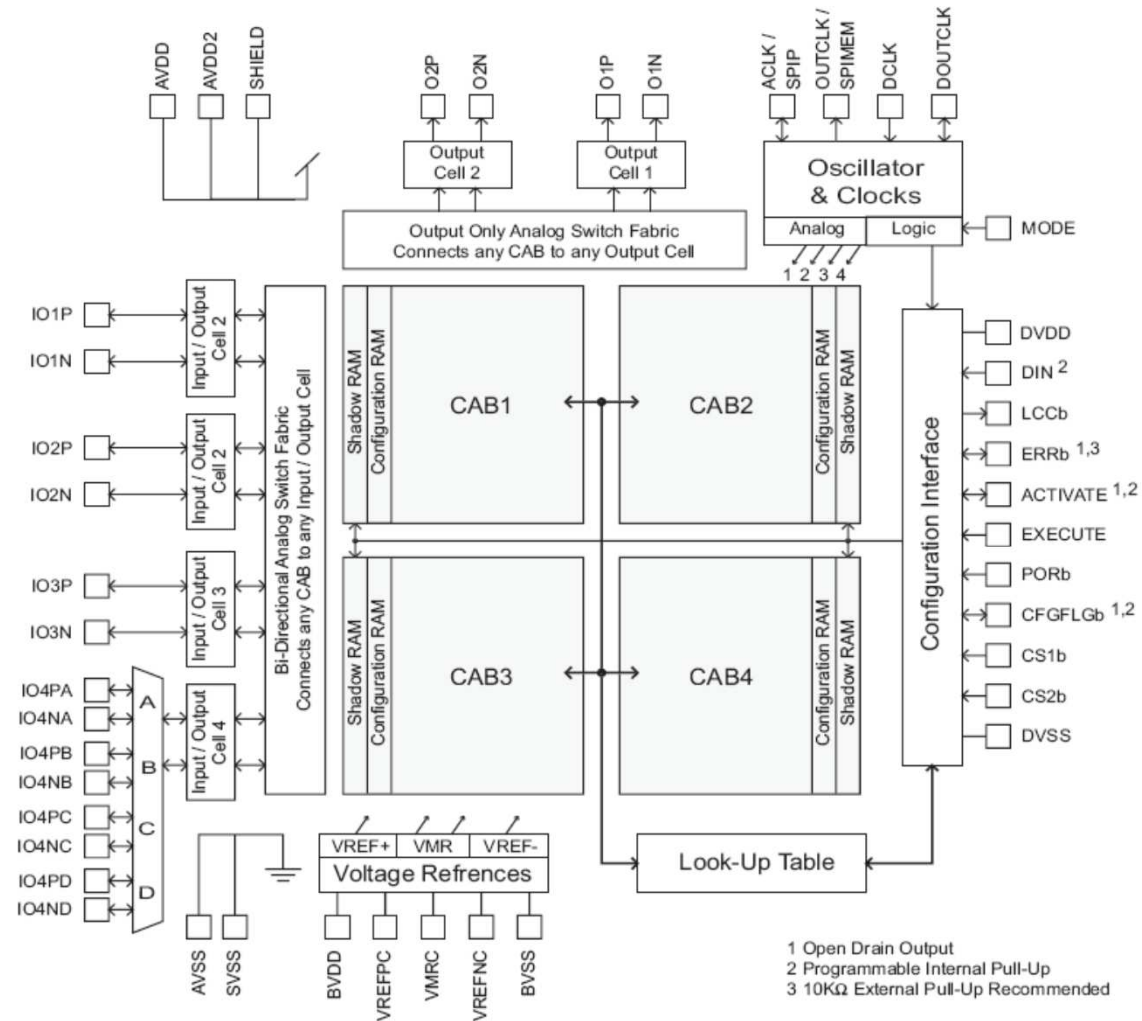 AVDD
AVDD2
SHIELD
O2P
O2N
O1P
O1N
ACLK /
SPIP
OUTCLK /
SPIMEM
DCLK
DOUTCLK
Output
Cell 2
Output
Cell 1
Oscillator
& Clocks
Analog
Logic
MODE
Output Only Analog Switch Fabric
Connects any CAB to any Output Cell
1 2 3 4
IO1P
IO1N
Input / Output
Cell 2
IO2P
IO2N
Input / Output
Cell 2
IO3P
IO3N
Input / Output
Cell 3
IO4PA
IO4NA
IO4PB
IO4NB
IO4PC
IO4NC
IO4PD
IO4ND
A
B
C
D
Input / Output
Cell 4
Bi-Directional Analog Switch Fabric
Connects any CAB to any Input / Output Cell
Shadow RAM
Configuration RAM
CAB1
CAB2
Configuration RAM
Shadow RAM
Shadow RAM
Configuration RAM
CAB3
CAB4
Configuration RAM
Shadow RAM
Configuration Interface
DVDD
DIN 2
LCCb
ERRb 1,3
ACTIVATE 1,2
EXECUTE
PORb
CFGFLGb 1,2
CS1b
CS2b
DVSS
AVSS
SVSS
VREF+
VMR
VREF-
Voltage Refrences
BVDD
VREFPC
VMRC
VREFNC
BVSS
Look-Up Table
1 Open Drain Output
2 Programmable Internal Pull-Up
3 10KΩ External Pull-Up Recommended